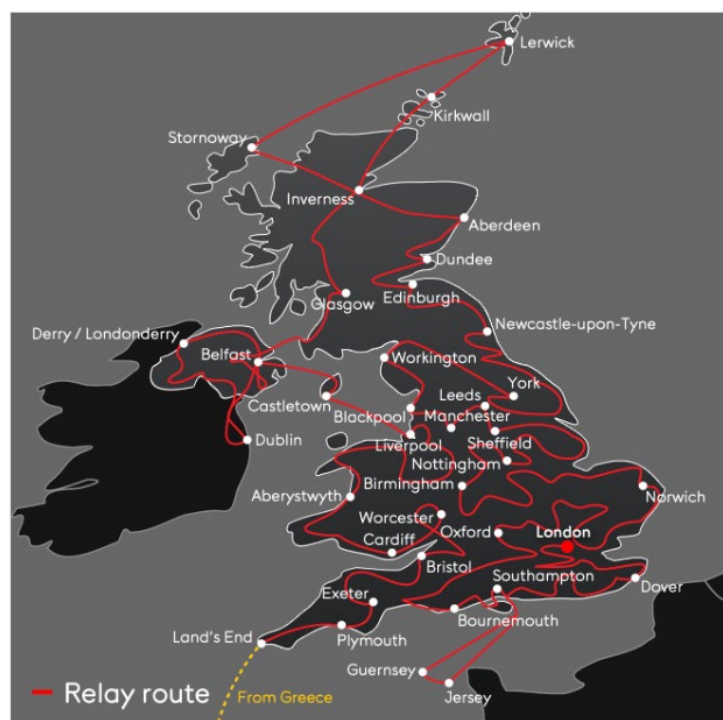 Lerwick
Kirkwall
Stornoway
Inverness
Aberdeen
Dundee
Glasgow
Edinburgh
Derry / Londonderry
Newcastle-upon-Tyne
Belfast
Workington
Castletown
Leeds
York
Blackpool
Manchester
Dublin
Liverpool
Sheffield
Nottingham
Aberystwyth
Birmingham
Norwich
Worcester
Oxford
London
Cardiff
Bristol
Southampton
Dover
Exeter
Bournemouth
Land's End
Plymouth
Guernsey
Jersey
Relay route
From Greece